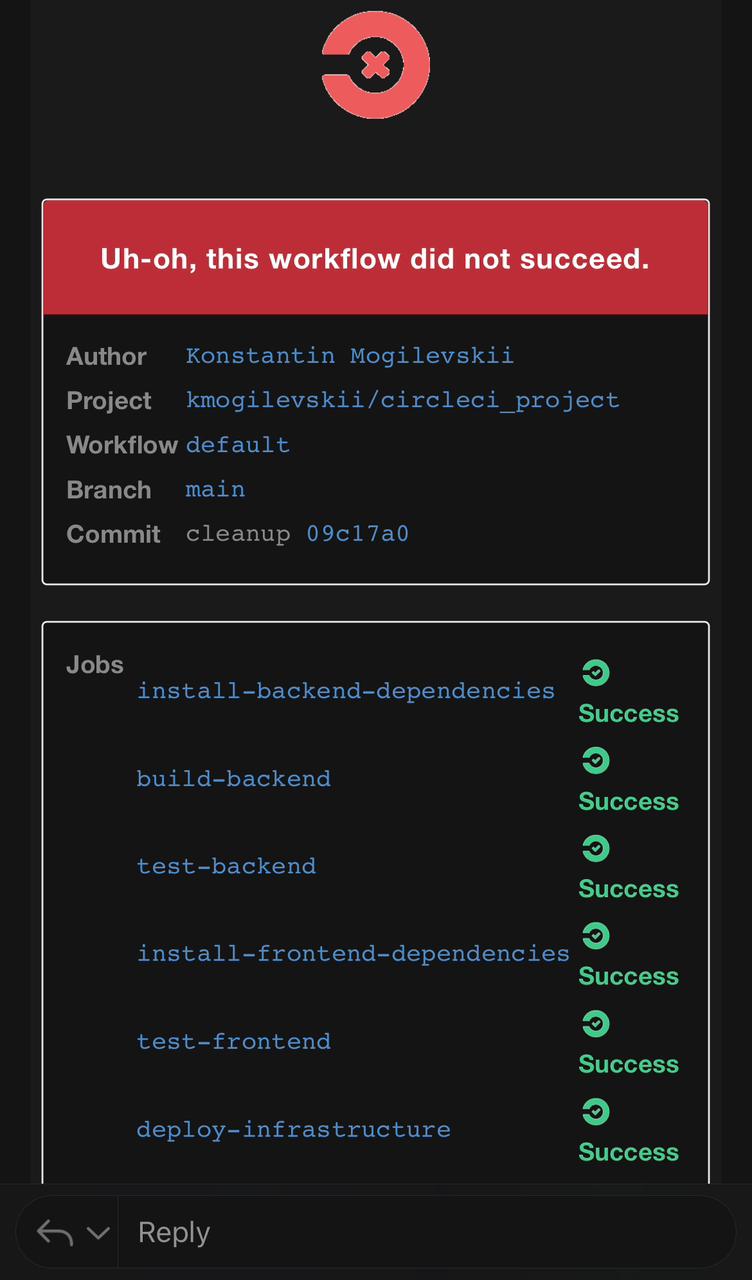 Uh-oh, this workflow did not succeed.
Author Konstantin Mogilevskii
Project kmogilevskii/circleci_project
Workflow default
Branch main
Commit cleanup 09c17a0
Jobs
install-backend-dependencies
Success
build-backend
Success
test-backend
Success
install-frontend-dependencies
Success
test-frontend
Success
deploy-infrastructure
Success
Reply